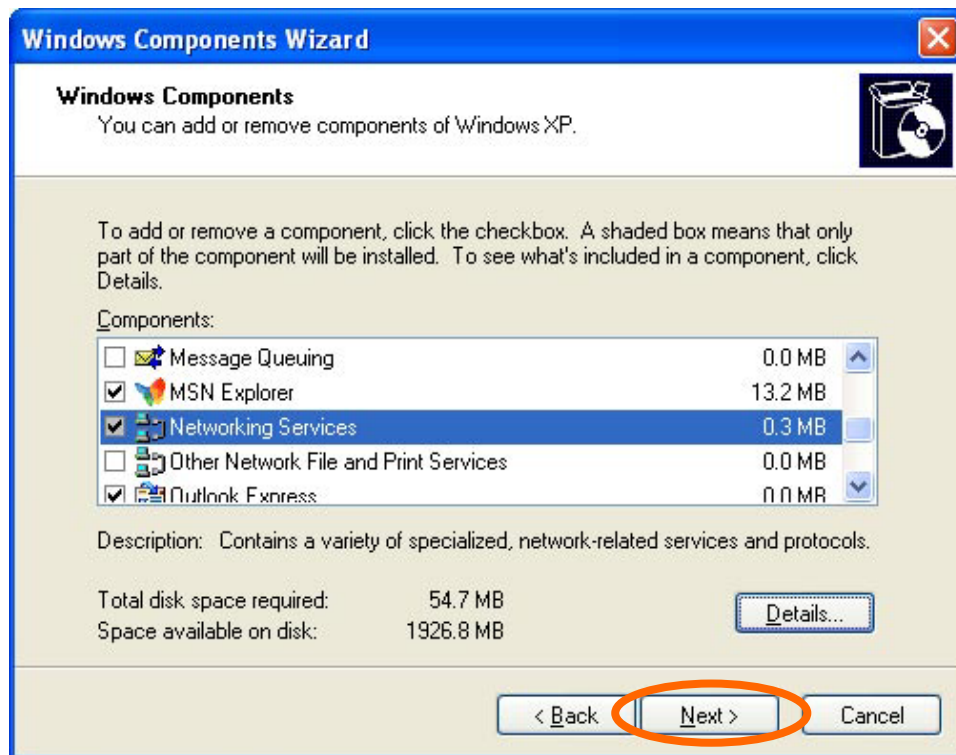 Windows Components Wizard
Windows Components
You can add or remove components of Windows XP.
To add or remove a component, click the checkbox. A shaded box means that only
part of the component will be installed. To see what's included in a component, click
Details.
Components:
Message Queuing 0.0 MB
MSN Explorer 13.2 MB
Networking Services 0.3 MB
Other Network File and Print Services 0.0 MB
Outlook Express 0.0 MB
Description: Contains a variety of specialized, network-related services and protocols.
Total disk space required: 54.7 MB
Space available on disk: 1926.8 MB
Details...
< Back Next > Cancel